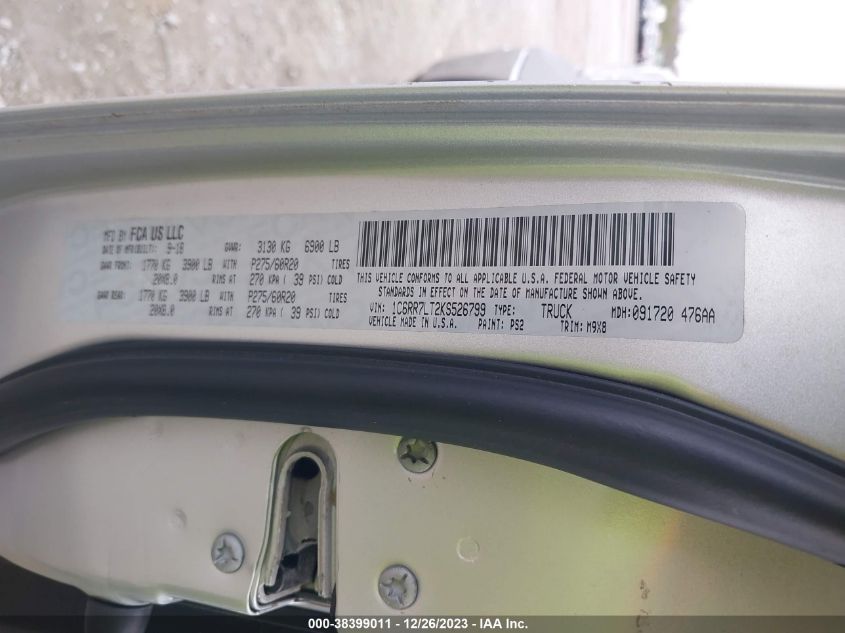 MFD BY FCA US LLC
DATE OF MFR(BUILT): 9-18 GVWR: 3130 KG 6900 LB
GAWR FRONT: 1770 KG 3900 LB WITH P275/60R20 TIRES
20X8.0 RIMS AT 270 KPA ( 39 PSI) COLD
GAWR REAR: 1770 KG 3900 LB WITH P275/60R20 TIRES
20X8.0 RIMS AT 270 KPA ( 39 PSI) COLD
THIS VEHICLE CONFORMS TO ALL APPLICABLE U.S.A. FEDERAL MOTOR VEHICLE SAFETY
STANDARDS IN EFFECT ON THE DATE OF MANUFACTURE SHOWN ABOVE.
VIN: 1C6RR7LT2KS526799 TYPE: TRUCK MDH:091720 476AA
VEHICLE MADE IN U.S.A. PAINT: PS2 TRIM: M9X8
000-38399011 - 12/26/2023 - IAA Inc.